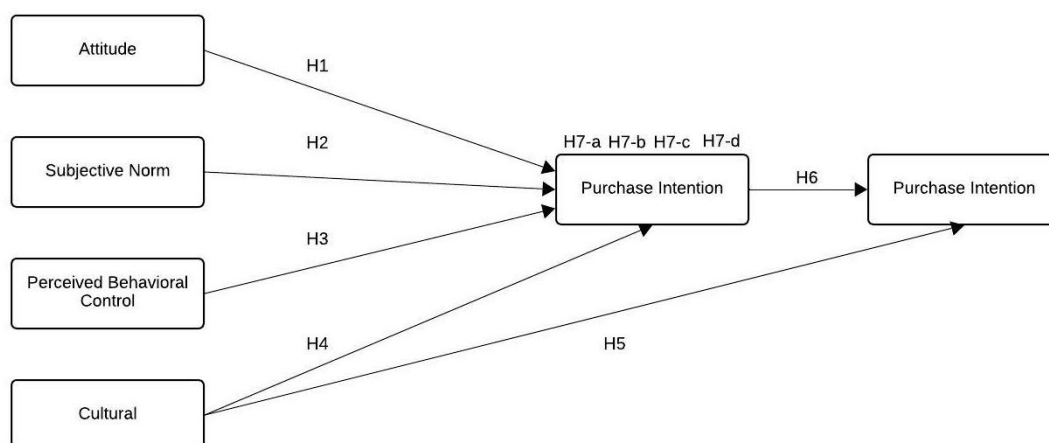 Attitude
H1
H2
H7-a H7-b H7-c H7-d
Subjective Norm
Purchase Intention
H6
Purchase Intention
H3
Perceived Behavioral
Control
H4
H5
Cultural